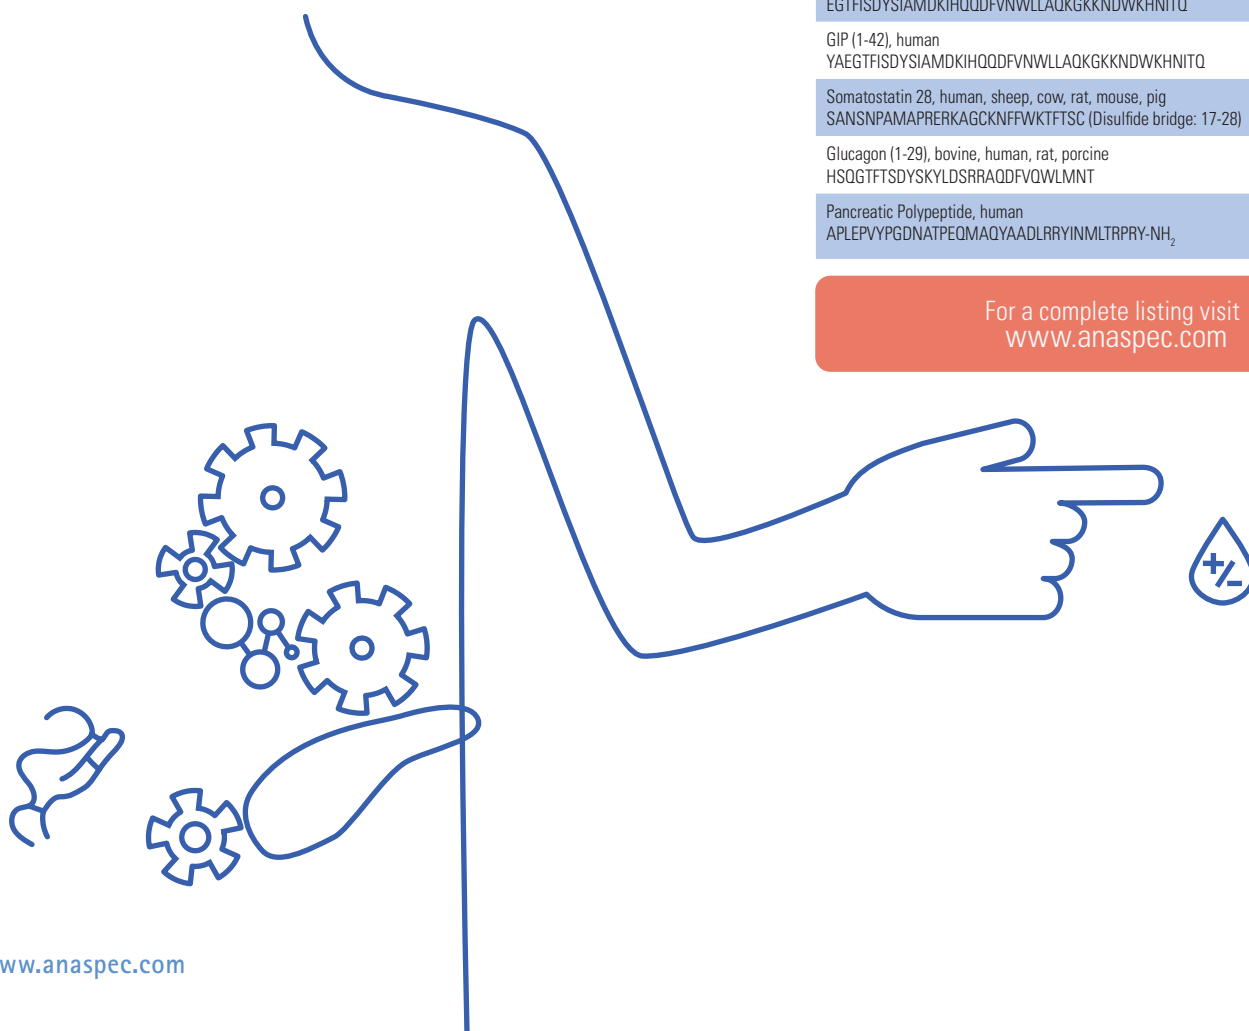 EGTFISDYSIAMDKIHQQDFVNWLLAQKGKKNDWKHNITQ
GIP (1-42), human
YAEGTFISDYSIAMDKIHQQDFVNWLLAQKGKKNDWKHNITQ
Somatostatin 28, human, sheep, cow, rat, mouse, pig
SANSNPAMAPRERKAGCKNFFWKTFTSC (Disulfide bridge: 17-28)
Glucagon (1-29), bovine, human, rat, porcine
HSQGTFTSDYSKYLDSRRAQDFVQWLMNT
Pancreatic Polypeptide, human
APLEPVYPGDNATPEQMAQYAADLRRYINMLTRPRY-NH₂
For a complete listing visit
www.anaspec.com
+/-
ww.anaspec.com